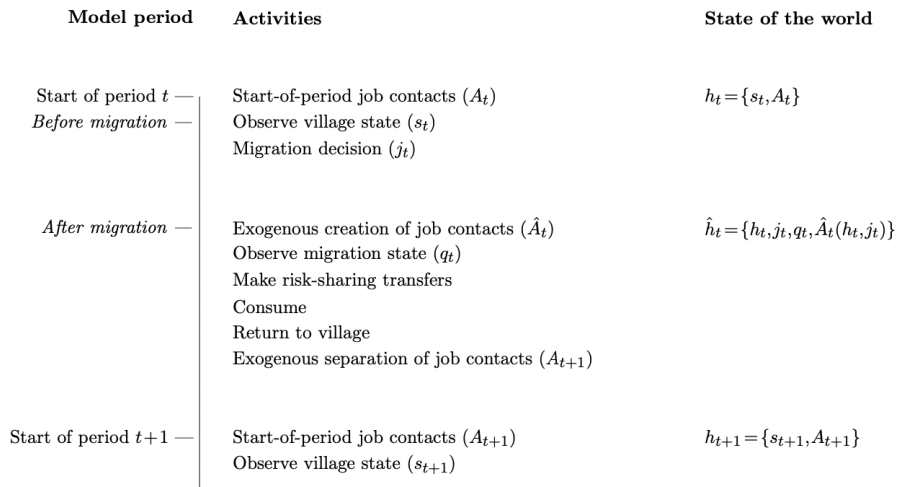 Model period Activities State of the world
Start of period t — Start-of-period job contacts (A_t) h_t={s_t,A_t}
Before migration — Observe village state (s_t)
Migration decision (j_t)
After migration — Exogenous creation of job contacts (Â_t) ĥ_t={h_t,j_t,q_t,Â_t(h_t,j_t)}
Observe migration state (q_t)
Make risk-sharing transfers
Consume
Return to village
Exogenous separation of job contacts (A_{t+1})
Start of period t+1 — Start-of-period job contacts (A_{t+1}) h_{t+1}={s_{t+1},A_{t+1}}
Observe village state (s_{t+1})